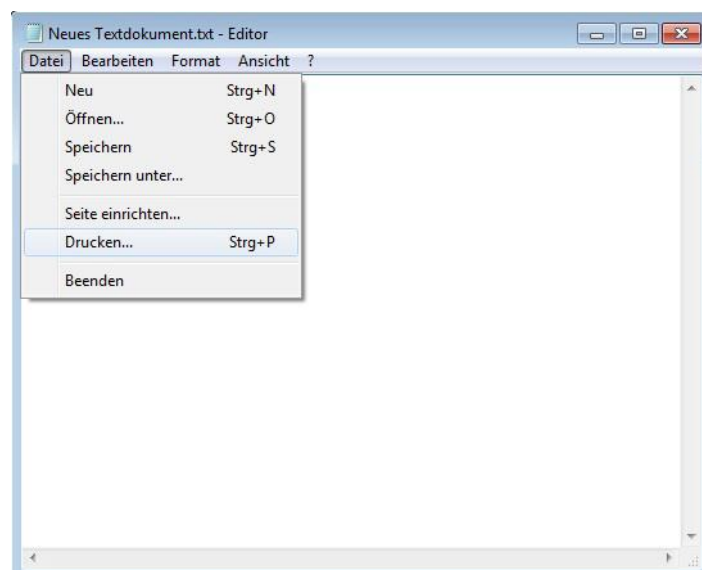 Neues Textdokument.txt - Editor
Datei Bearbeiten Format Ansicht ?
Neu Strg+N
Öffnen... Strg+O
Speichern Strg+S
Speichern unter...
Seite einrichten...
Drucken... Strg+P
Beenden